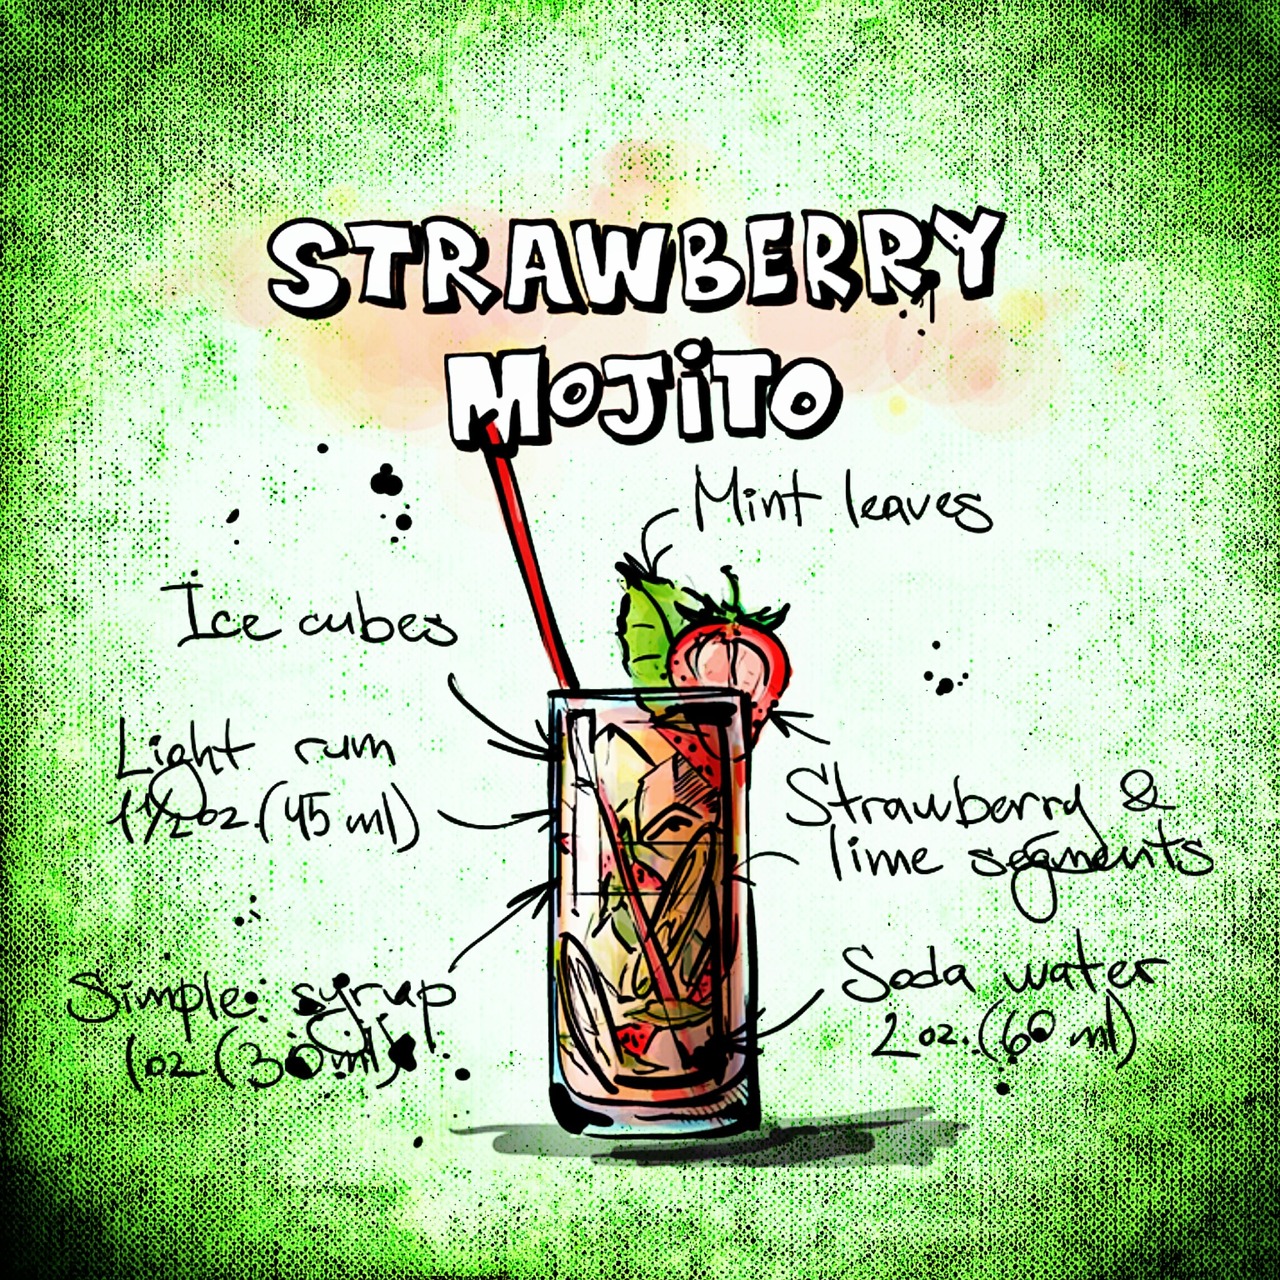 STRAWBERRY
MOJiTO
Mint leaves
Ice cubes
Light rum
1 1/2 oz. (45 ml)
Strawberry &
lime segments
Simple syrup
1 oz (30 ml)
Soda water
2 oz. (60 ml)